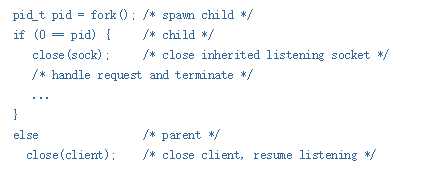 pid_t pid = fork(); /* spawn child */
if (0 == pid) {     /* child */
  close(sock);      /* close inherited listening socket */
  /* handle request and terminate */
  ...
}
else                /* parent */
  close(client);    /* close client, resume listening */